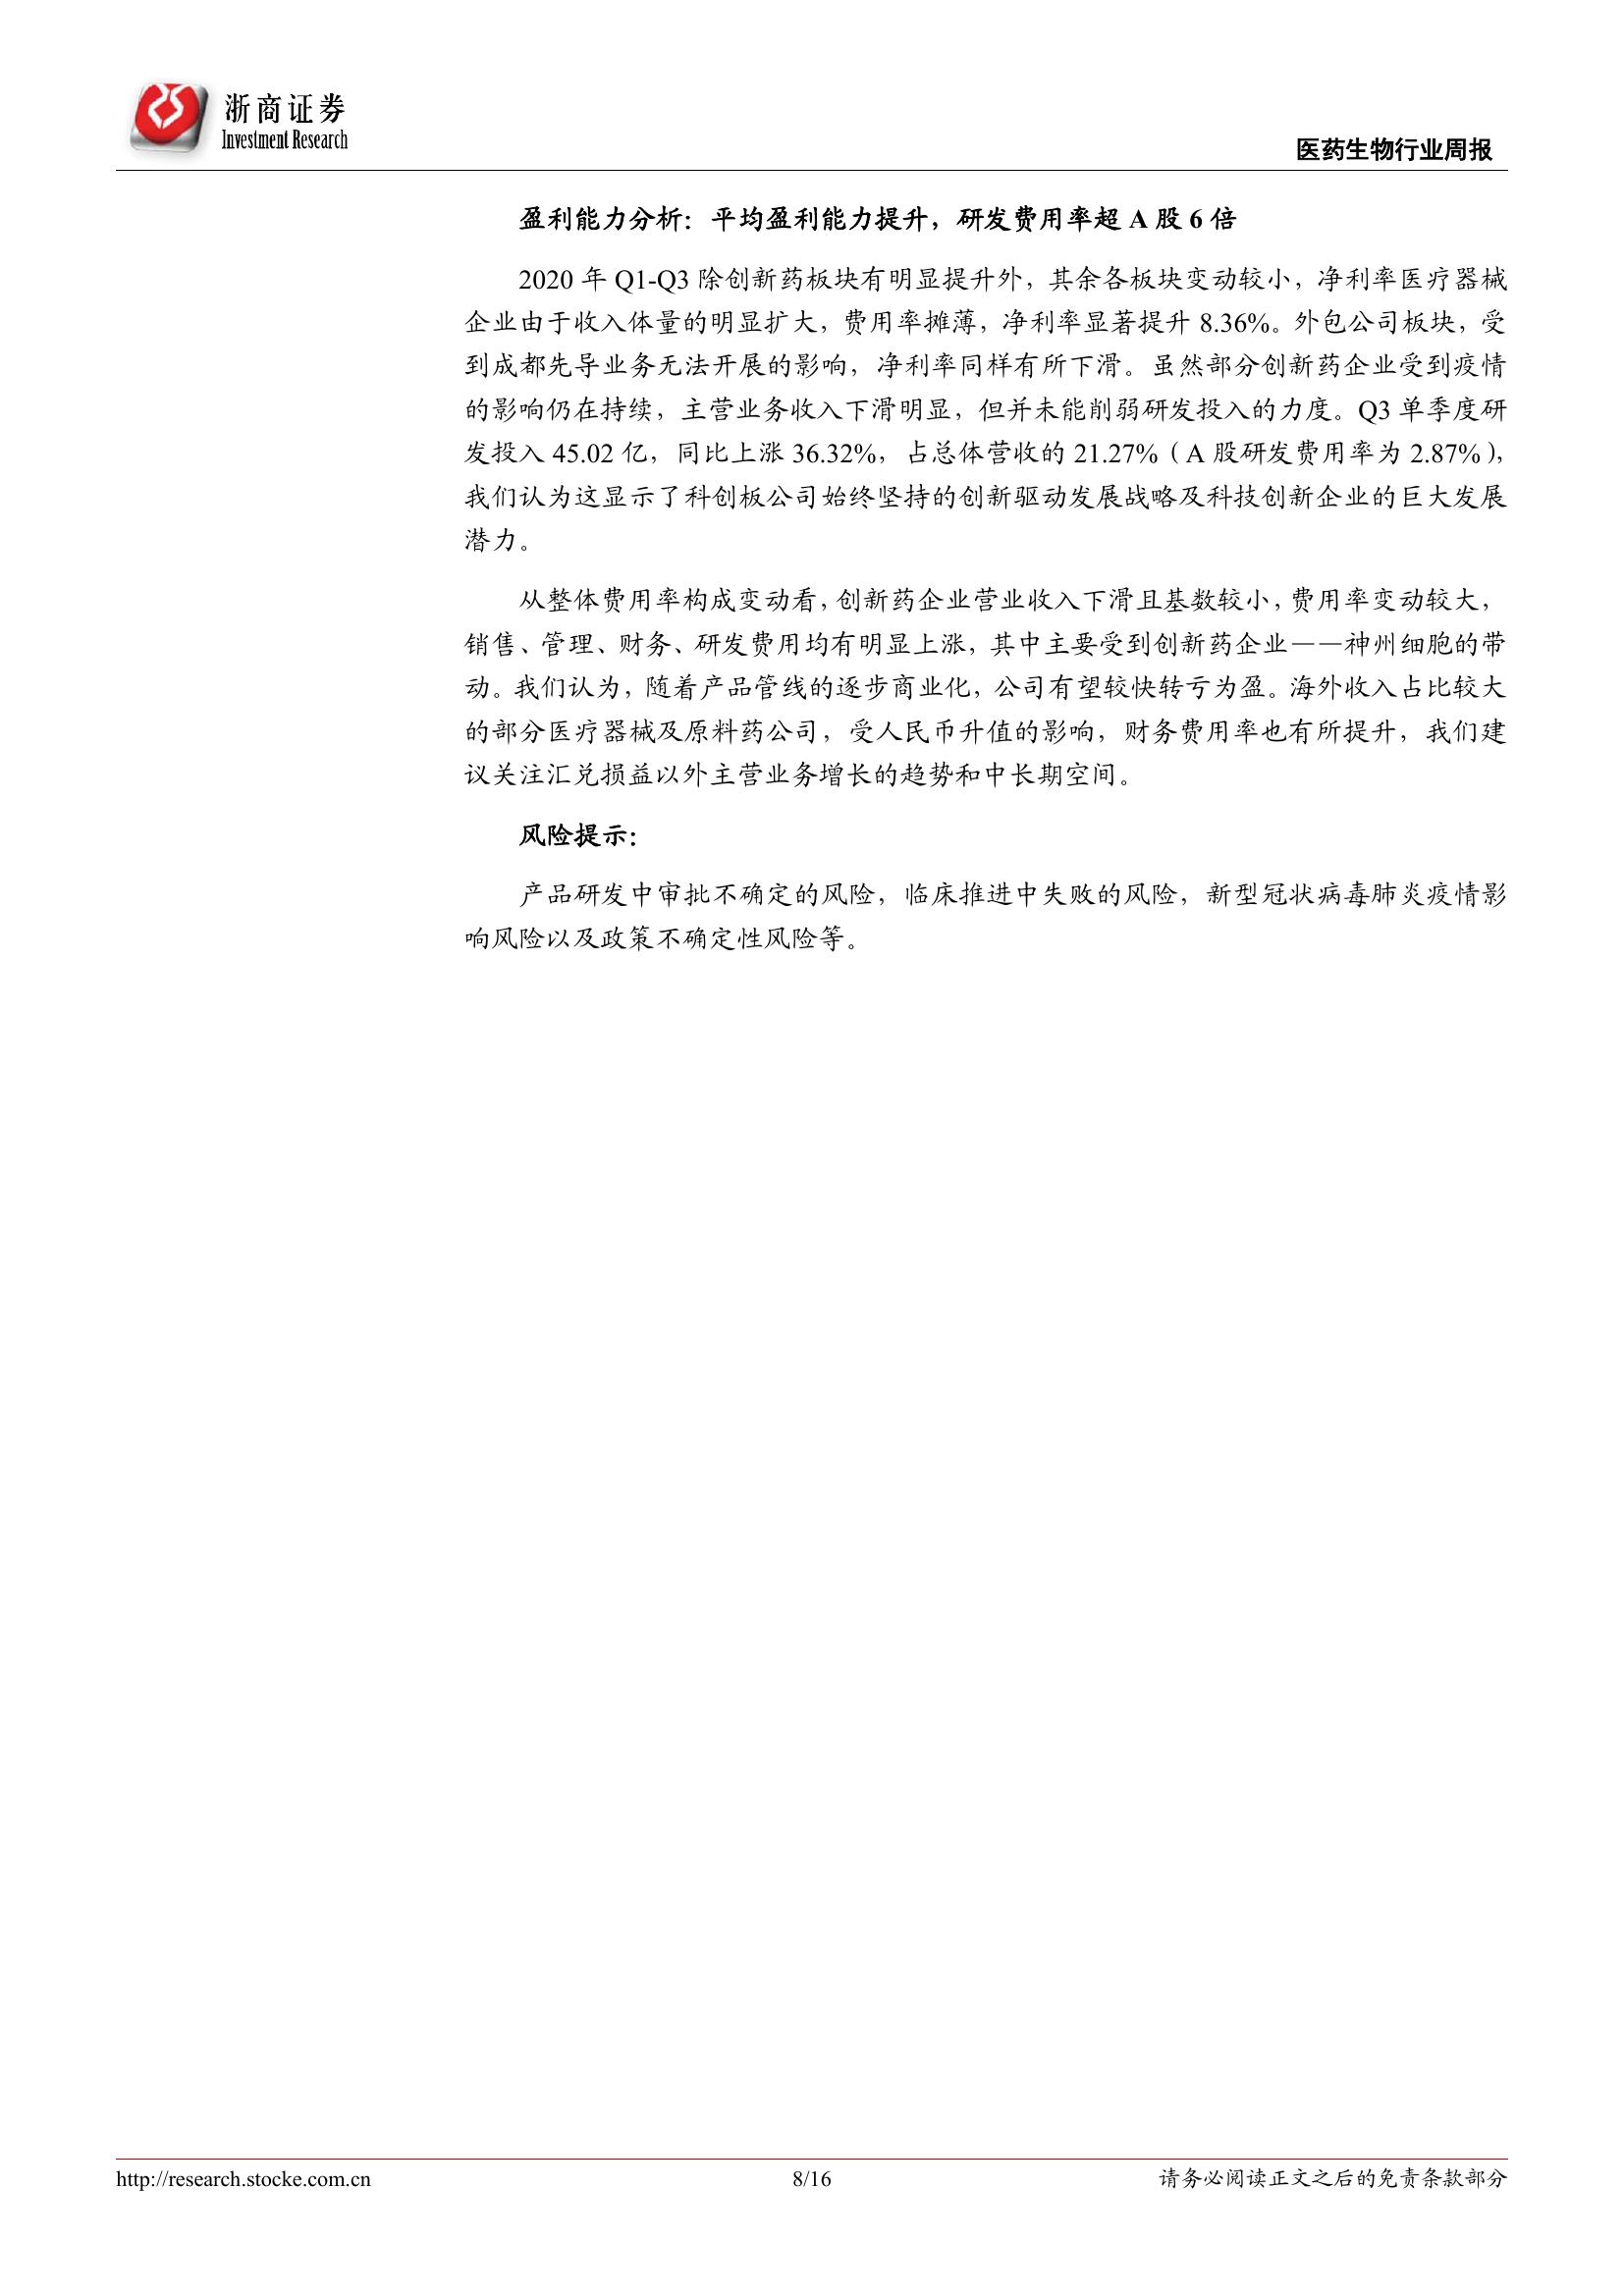 浙商证券
Investment Research
医药生物行业周报
盈利能力分析：平均盈利能力提升，研发费用率超 A 股 6 倍
2020 年 Q1-Q3 除创新药板块有明显提升外，其余各板块变动较小，净利率医疗器械
企业由于收入体量的明显扩大，费用率摊薄，净利率显著提升 8.36%。外包公司板块，受
到成都先导业务无法开展的影响，净利率同样有所下滑。虽然部分创新药企业受到疫情
的影响仍在持续，主营业务收入下滑明显，但并未能削弱研发投入的力度。Q3 单季度研
发投入 45.02 亿，同比上涨 36.32%，占总体营收的 21.27%（A 股研发费用率为 2.87%），
我们认为这显示了科创板公司始终坚持的创新驱动发展战略及科技创新企业的巨大发展
潜力。
从整体费用率构成变动看，创新药企业营业收入下滑且基数较小，费用率变动较大，
销售、管理、财务、研发费用均有明显上涨，其中主要受到创新药企业——神州细胞的带
动。我们认为，随着产品管线的逐步商业化，公司有望较快转亏为盈。海外收入占比较大
的部分医疗器械及原料药公司，受人民币升值的影响，财务费用率也有所提升，我们建
议关注汇兑损益以外主营业务增长的趋势和中长期空间。
风险提示：
产品研发中审批不确定的风险，临床推进中失败的风险，新型冠状病毒肺炎疫情影
响风险以及政策不确定性风险等。
http://research.stocke.com.cn
8/16
请务必阅读正文之后的免责条款部分